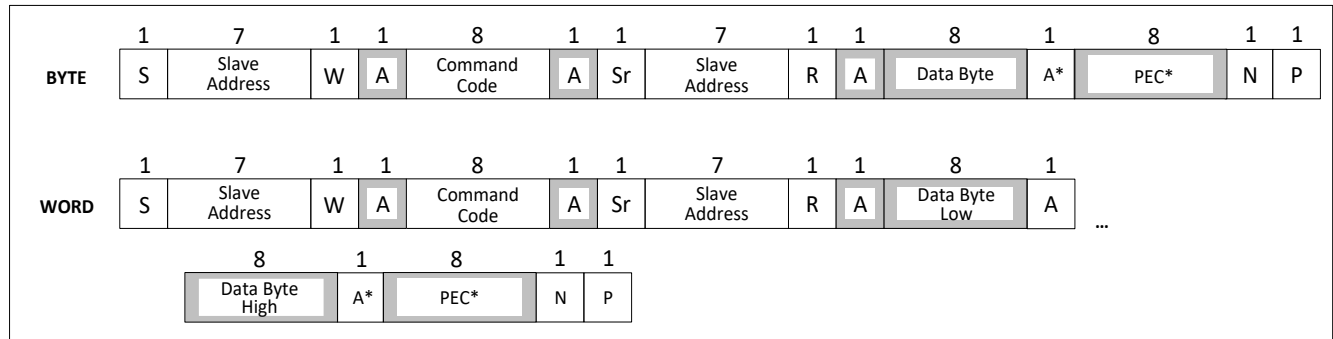 1 7 1 1 8 1 1 7 1 1 8 1 8 1 1
BYTE S Slave Address W A Command Code A Sr Slave Address R A Data Byte A* PEC* N P
1 7 1 1 8 1 1 7 1 1 8 1
WORD S Slave Address W A Command Code A Sr Slave Address R A Data Byte Low A ...
8 1 8 1 1
Data Byte High A* PEC* N P